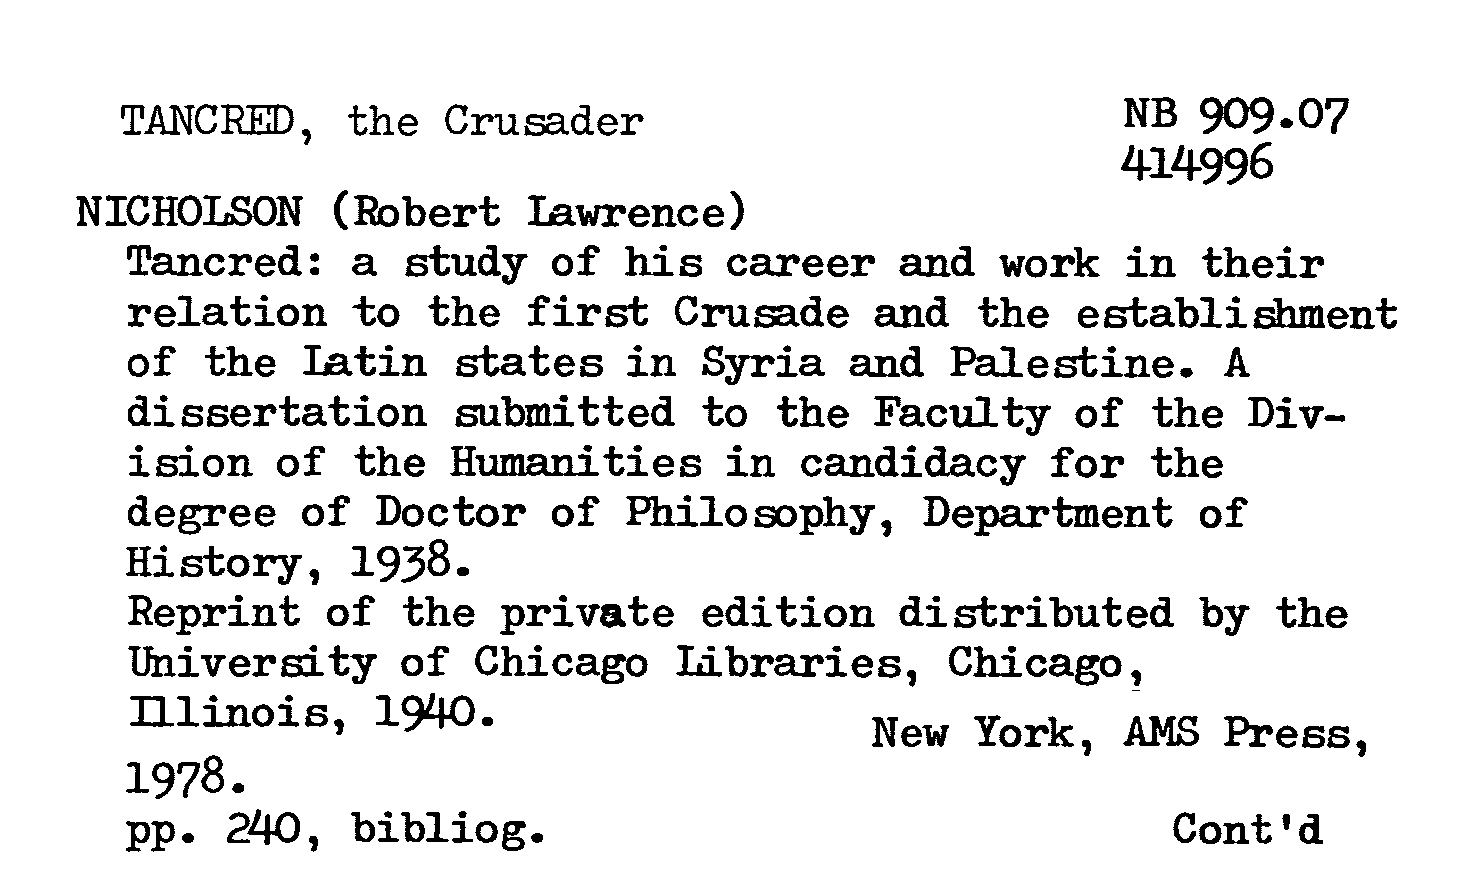 TANCRED, the Crusader
NB 909.07
414996
NICHOLSON (Robert Lawrence)
Tancred: a study of his career and work in their
relation to the first Crusade and the establishment
of the Latin states in Syria and Palestine. A
dissertation submitted to the Faculty of the Div-
ision of the Humanities in candidacy for the
degree of Doctor of Philosophy, Department of
History, 1938.
Reprint of the private edition distributed by the
University of Chicago Libraries, Chicago,
Illinois, 1940.
New York, AMS Press,
1978.
pp. 240, bibliog.
Cont'd